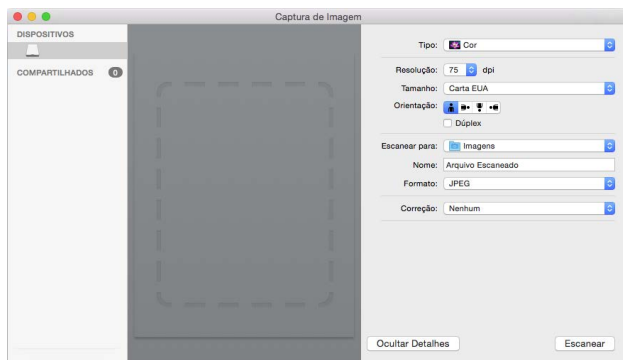 Captura de Imagem
DISPOSITIVOS
COMPARTILHADOS 0
Tipo: Cor
Resolução: 75 dpi
Tamanho: Carta EUA
Orientação:
Dúplex
Escanear para: Imagens
Nome: Arquivo Escaneado
Formato: JPEG
Correção: Nenhum
Ocultar Detalhes Escanear